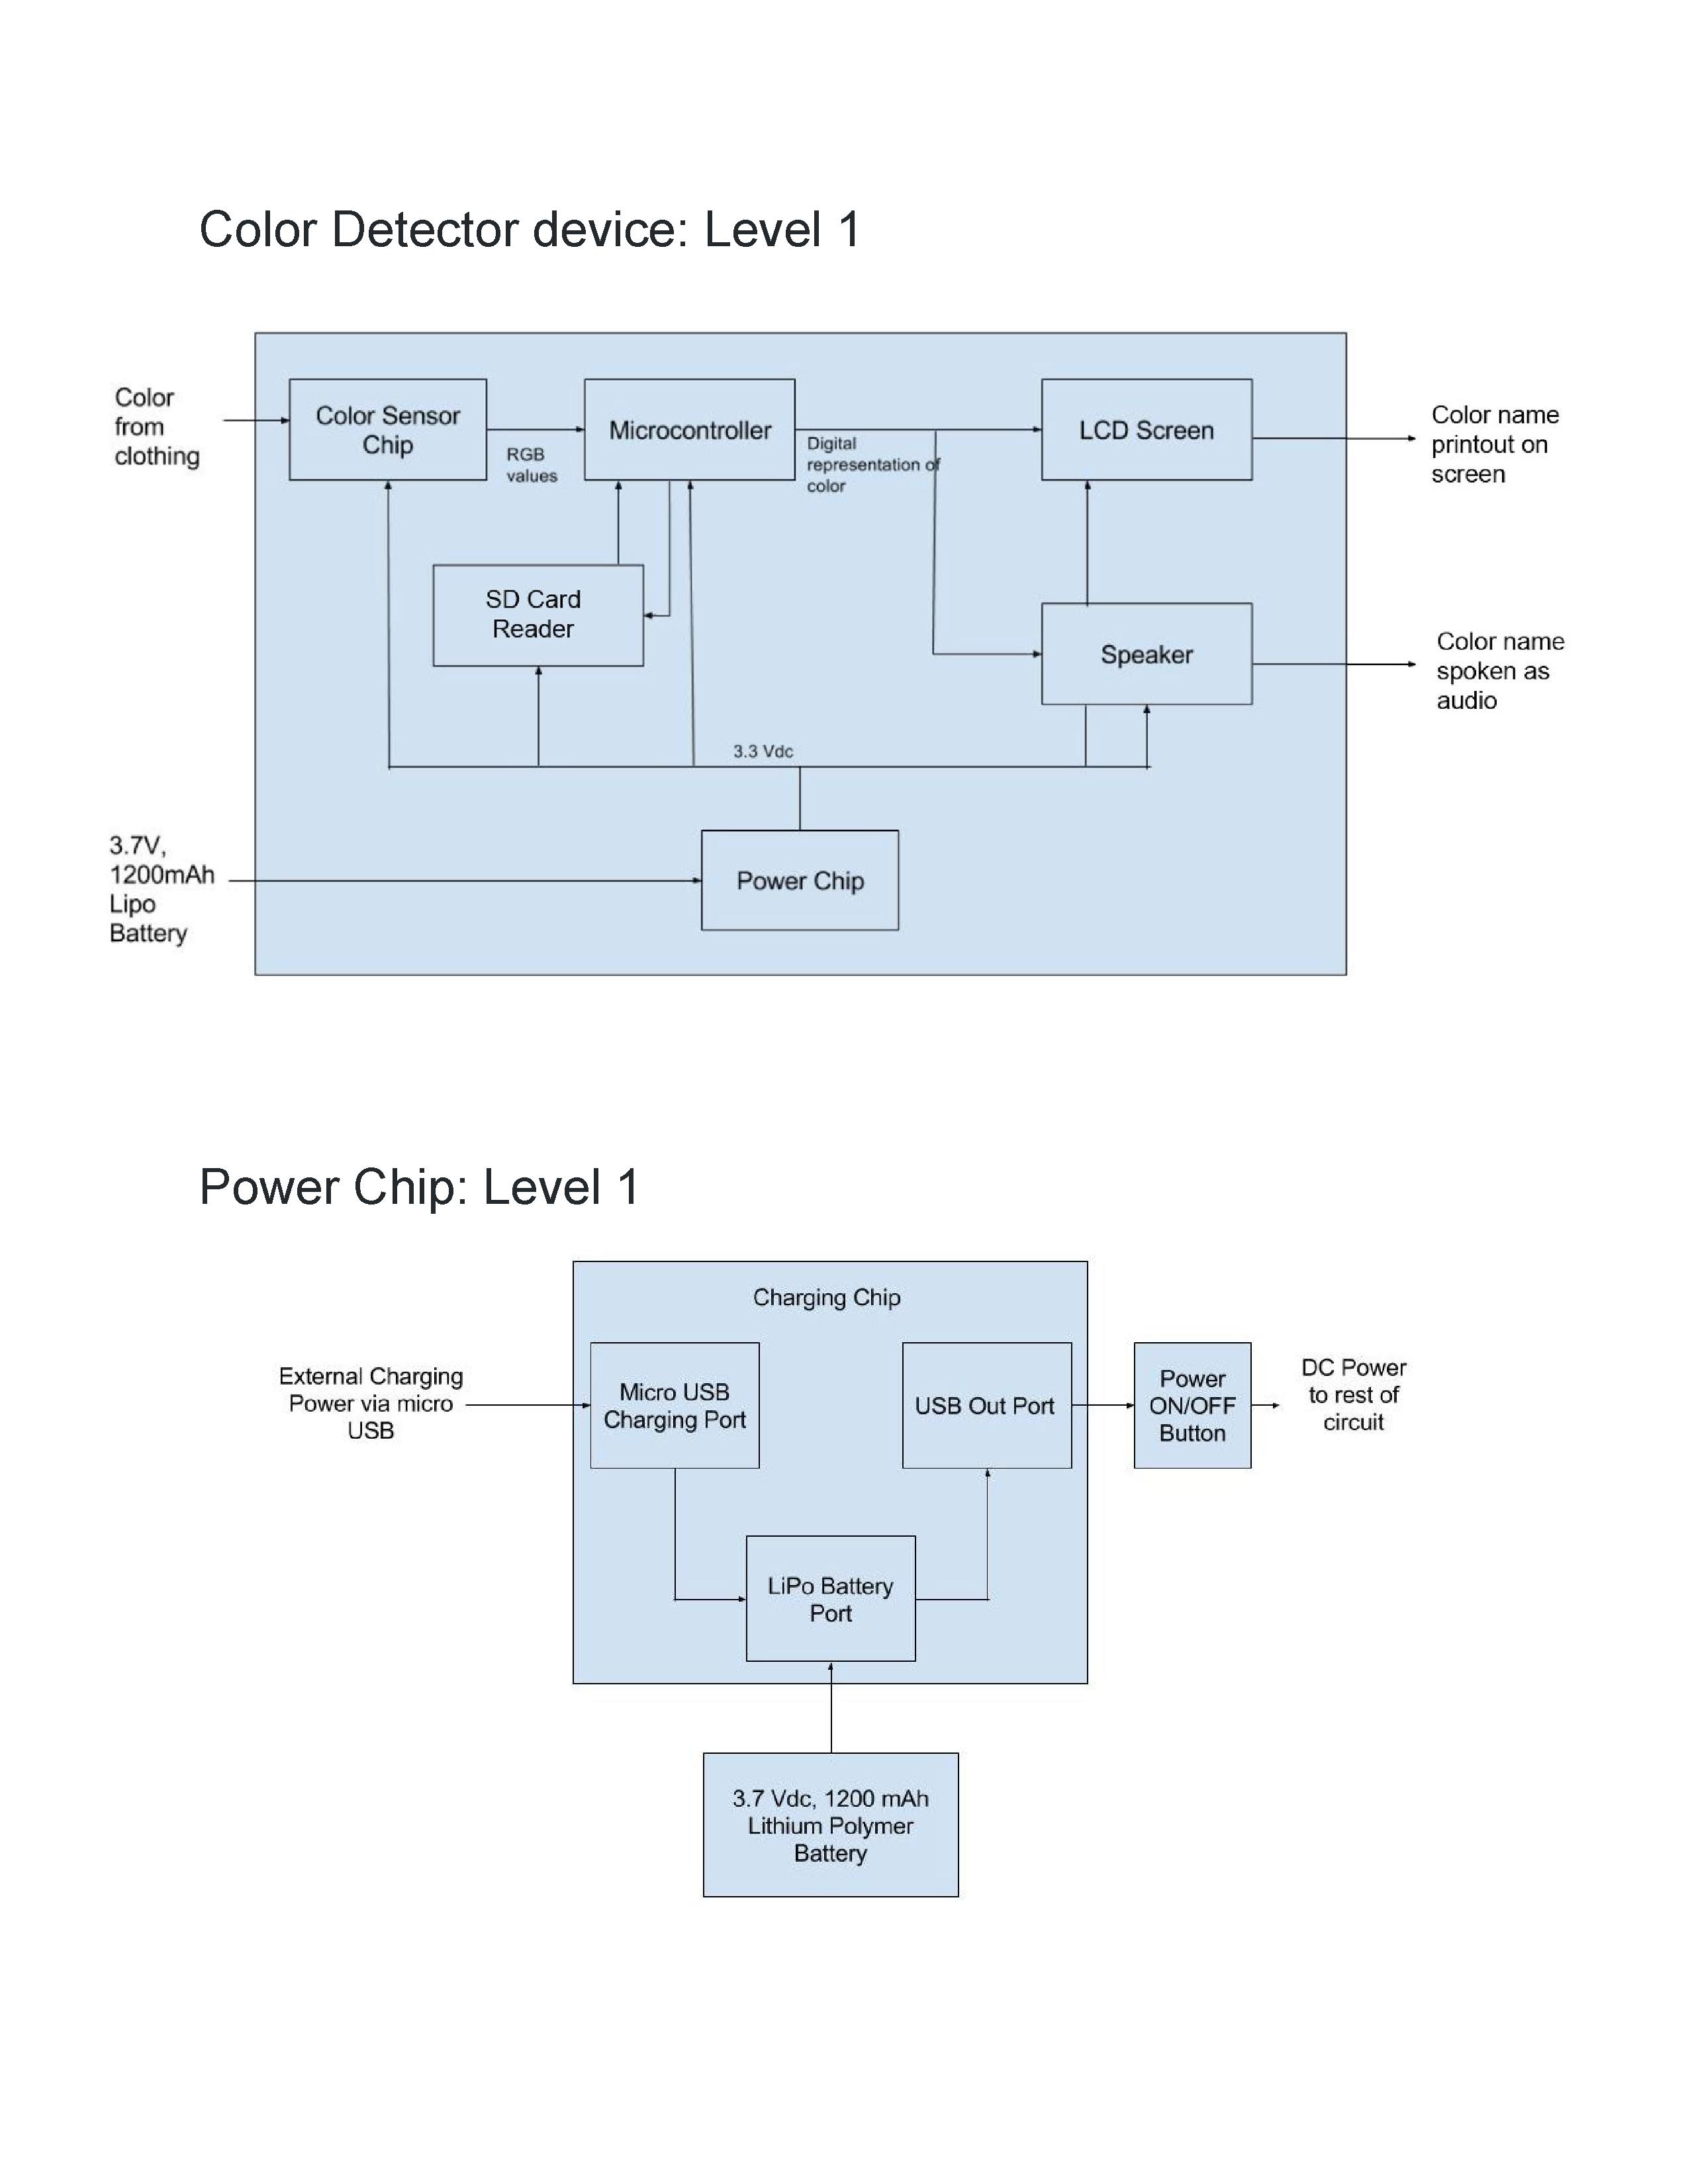 Color Detector device: Level 1
Color
from
clothing
Color Sensor
Chip
RGB
values
Microcontroller
Digital
representation of
color
LCD Screen
Color name
printout on
screen
SD Card
Reader
Speaker
Color name
spoken as
audio
3.3 Vdc
3.7V,
1200mAh
Lipo
Battery
Power Chip
Power Chip: Level 1
Charging Chip
External Charging
Power via micro
USB
Micro USB
Charging Port
USB Out Port
Power
ON/OFF
Button
DC Power
to rest of
circuit
LiPo Battery
Port
3.7 Vdc, 1200 mAh
Lithium Polymer
Battery